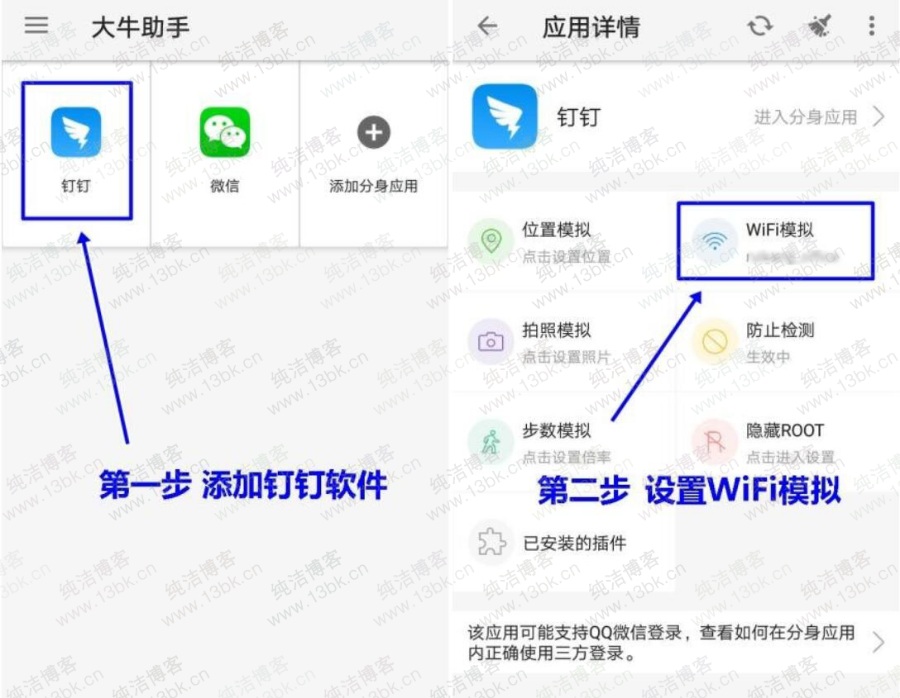 大牛助手
钉钉
微信
添加分身应用
第一步 添加钉钉软件
应用详情
钉钉
进入分身应用
位置模拟
点击设置位置
WiFi模拟
拍照模拟
点击设置照片
防止检测
生效中
步数模拟
点击设置倍率
隐藏ROOT
点击进入设置
第二步 设置WiFi模拟
已安装的插件
该应用可能支持QQ微信登录，查看如何在分身应用
内正确使用三方登录。
纯洁博客
www.13bk.cn